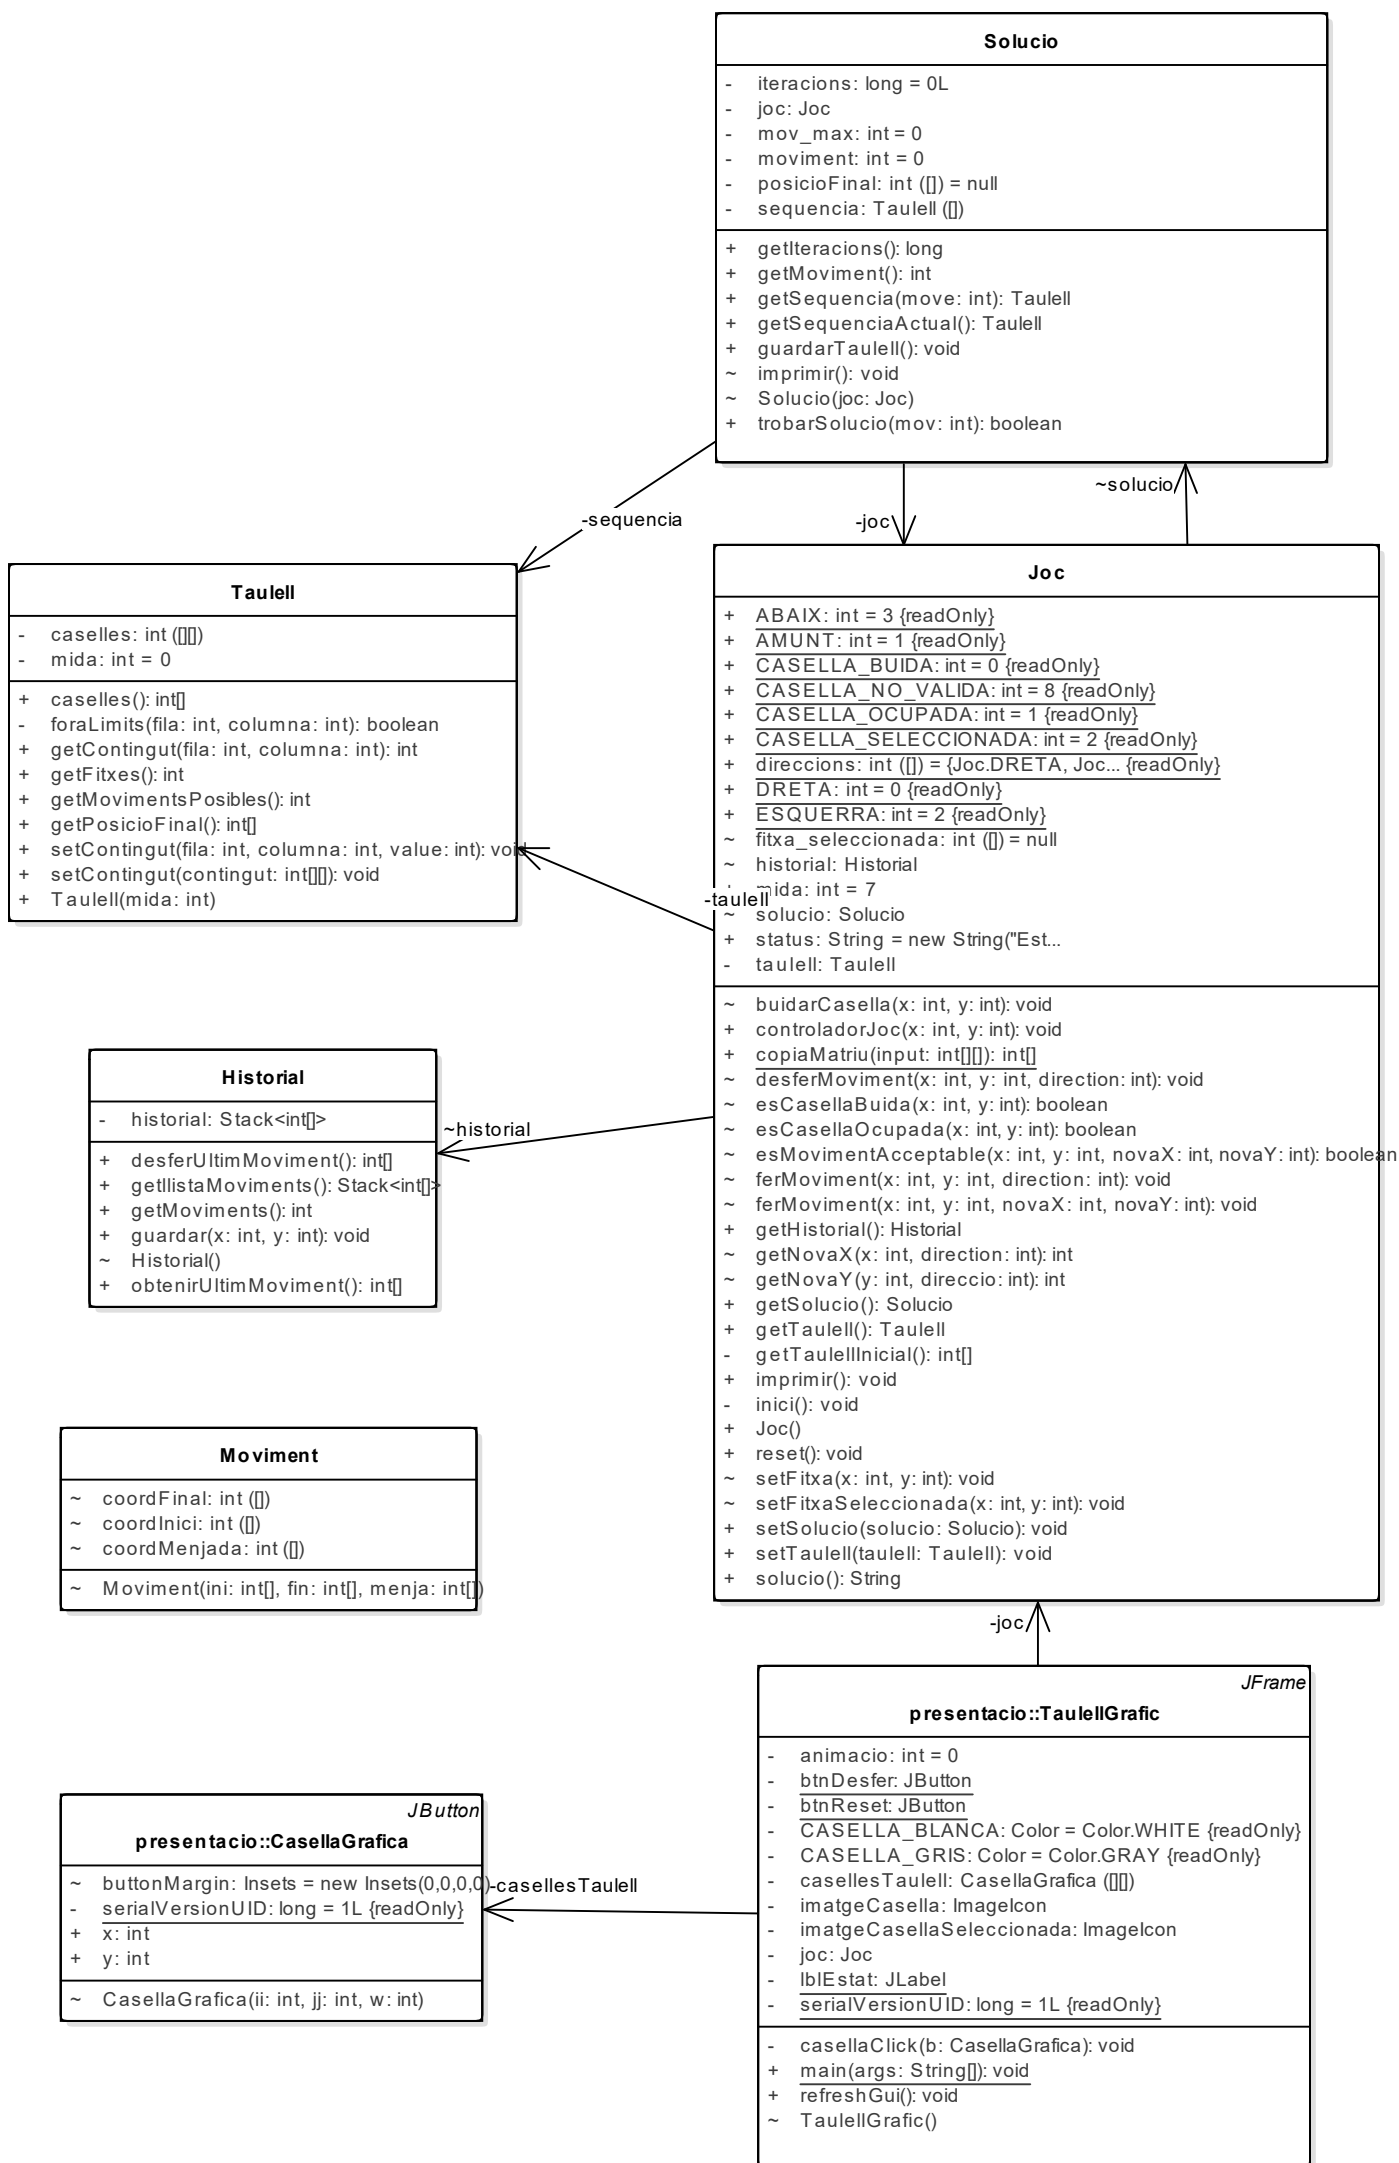 Solucio
- iteracions: long = 0L
- joc: Joc
- mov_max: int = 0
- moviment: int = 0
- posicioFinal: int ([]) = null
- sequencia: Taulell ([])
+ getIteracions(): long
+ getMoviment(): int
+ getSequencia(move: int): Taulell
+ getSequenciaActual(): Taulell
+ guardarTaulell(): void
~ imprimir(): void
~ Solucio(joc: Joc)
+ trobarSolucio(mov: int): boolean
~solucio
-sequencia
-joc
Taulell
- caselles: int ([][])
- mida: int = 0
+ caselles(): int[]
- foraLimits(fila: int, columna: int): boolean
+ getContingut(fila: int, columna: int): int
+ getFitxes(): int
+ getMovimentsPosibles(): int
+ getPosicioFinal(): int[]
+ setContingut(fila: int, columna: int, value: int): void
+ setContingut(contingut: int[][]): void
+ Taulell(mida: int)
Joc
+ ABAIX: int = 3 {readOnly}
+ AMUNT: int = 1 {readOnly}
+ CASELLA_BUIDA: int = 0 {readOnly}
+ CASELLA_NO_VALIDA: int = 8 {readOnly}
+ CASELLA_OCUPADA: int = 1 {readOnly}
+ CASELLA_SELECCIONADA: int = 2 {readOnly}
+ direccions: int ([]) = {Joc.DRETA, Joc... {readOnly}
+ DRETA: int = 0 {readOnly}
+ ESQUERRA: int = 2 {readOnly}
~ fitxa_seleccionada: int ([]) = null
~ historial: Historial
mida: int = 7
-taulell
~ solucio: Solucio
+ status: String = new String("Est...
- taulell: Taulell
~ buidarCasella(x: int, y: int): void
+ controladorJoc(x: int, y: int): void
+ copiaMatriu(input: int[][]): int[]
~ desferMoviment(x: int, y: int, direction: int): void
~ esCasellaBuida(x: int, y: int): boolean
~ esCasellaOcupada(x: int, y: int): boolean
~ esMovimentAcceptable(x: int, y: int, novaX: int, novaY: int): boolean
~ ferMoviment(x: int, y: int, direction: int): void
~ ferMoviment(x: int, y: int, novaX: int, novaY: int): void
+ getHistorial(): Historial
~ getNovaX(x: int, direction: int): int
~ getNovaY(y: int, direccio: int): int
+ getSolucio(): Solucio
+ getTaulell(): Taulell
- getTaulellInicial(): int[]
+ imprimir(): void
- inici(): void
+ Joc()
+ reset(): void
~ setFitxa(x: int, y: int): void
~ setFitxaSeleccionada(x: int, y: int): void
+ setSolucio(solucio: Solucio): void
+ setTaulell(taulell: Taulell): void
+ solucio(): String
Historial
- historial: Stack<int[]>
+ desferUltimMoviment(): int[]
+ getllistaMoviments(): Stack<int[]>
+ getMoviments(): int
+ guardar(x: int, y: int): void
~ Historial()
+ obtenirUltimMoviment(): int[]
~historial
Moviment
~ coordFinal: int ([])
~ coordInici: int ([])
~ coordMenjada: int ([])
~ Moviment(ini: int[], fin: int[], menja: int[])
-joc
JFrame
presentacio::TaulellGrafic
- animacio: int = 0
- btnDesfer: JButton
- btnReset: JButton
- CASELLA_BLANCA: Color = Color.WHITE {readOnly}
- CASELLA_GRIS: Color = Color.GRAY {readOnly}
- casellesTaulell: CasellaGrafica ([][])
- imatgeCasella: ImageIcon
- imatgeCasellaSeleccionada: ImageIcon
- joc: Joc
- lblEstat: JLabel
- serialVersionUID: long = 1L {readOnly}
- casellaClick(b: CasellaGrafica): void
+ main(args: String[]): void
+ refreshGui(): void
~ TaulellGrafic()
JButton
presentacio::CasellaGrafica
~ buttonMargin: Insets = new Insets(0,0,0,0)
- serialVersionUID: long = 1L {readOnly}
+ x: int
+ y: int
~ CasellaGrafica(ii: int, jj: int, w: int)
-casellesTaulell